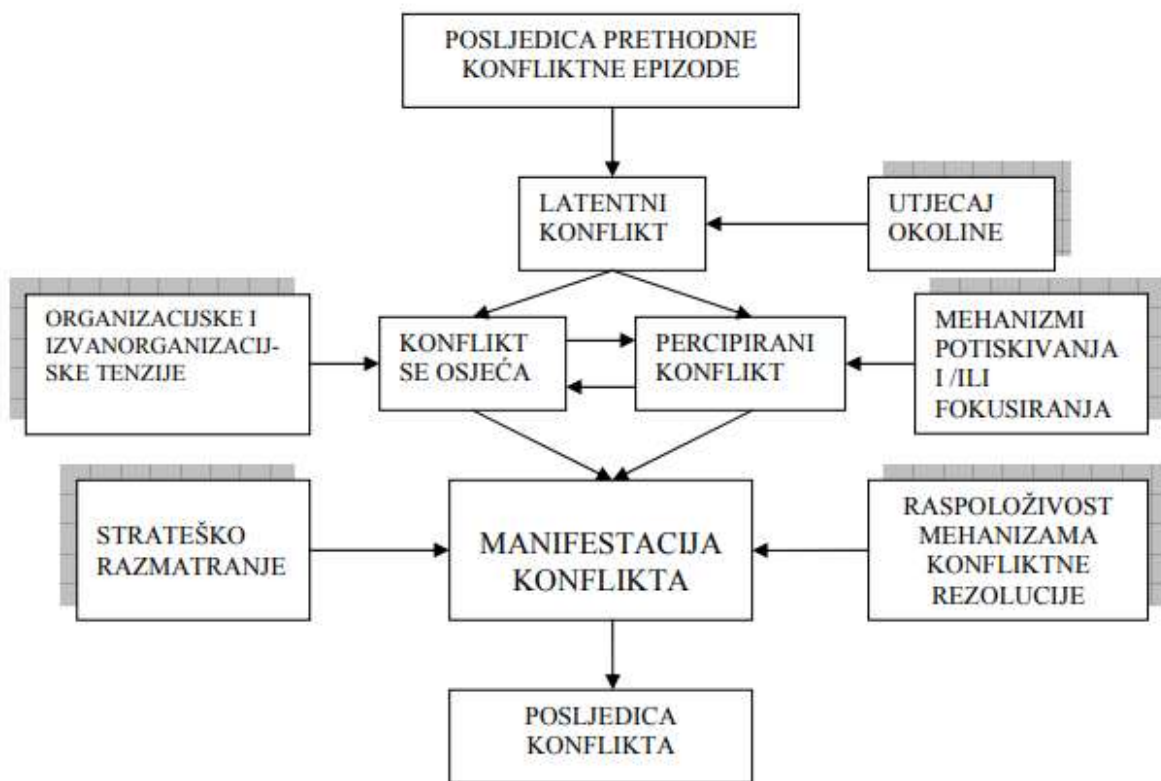 POSLJEDICA PRETHODNE
KONFLIKTNE EPIZODE
LATENTNI
KONFLIKT
UTJECAJ
OKOLINE
ORGANIZACIJSKE I
IZVANORGANIZACIJ-
SKE TENZIJE
KONFLIKT
SE OSJEĆA
PERCIPIRANI
KONFLIKT
MEHANIZMI
POTISKIVANJA
I /ILI
FOKUSIRANJA
STRATEŠKO
RAZMATRANJE
MANIFESTACIJA
KONFLIKTA
RASPOLOŽIVOST
MEHANIZAMA
KONFLIKTNE
REZOLUCIJE
POSLJEDICA
KONFLIKTA